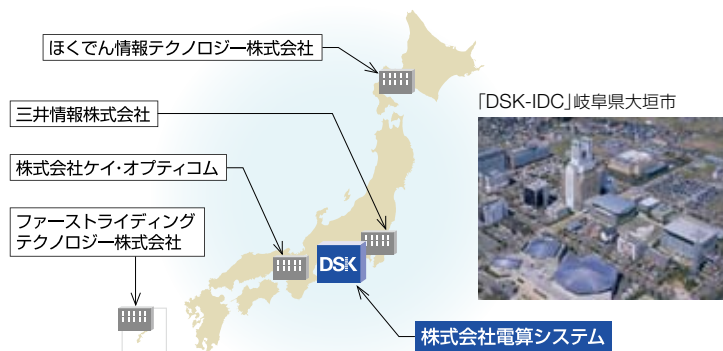 ほくでん情報テクノロジー株式会社
三井情報株式会社
株式会社ケイ・オプティコム
ファーストライディング
テクノロジー株式会社
「DSK-IDC」岐阜県大垣市
DSK
株式会社電算システム